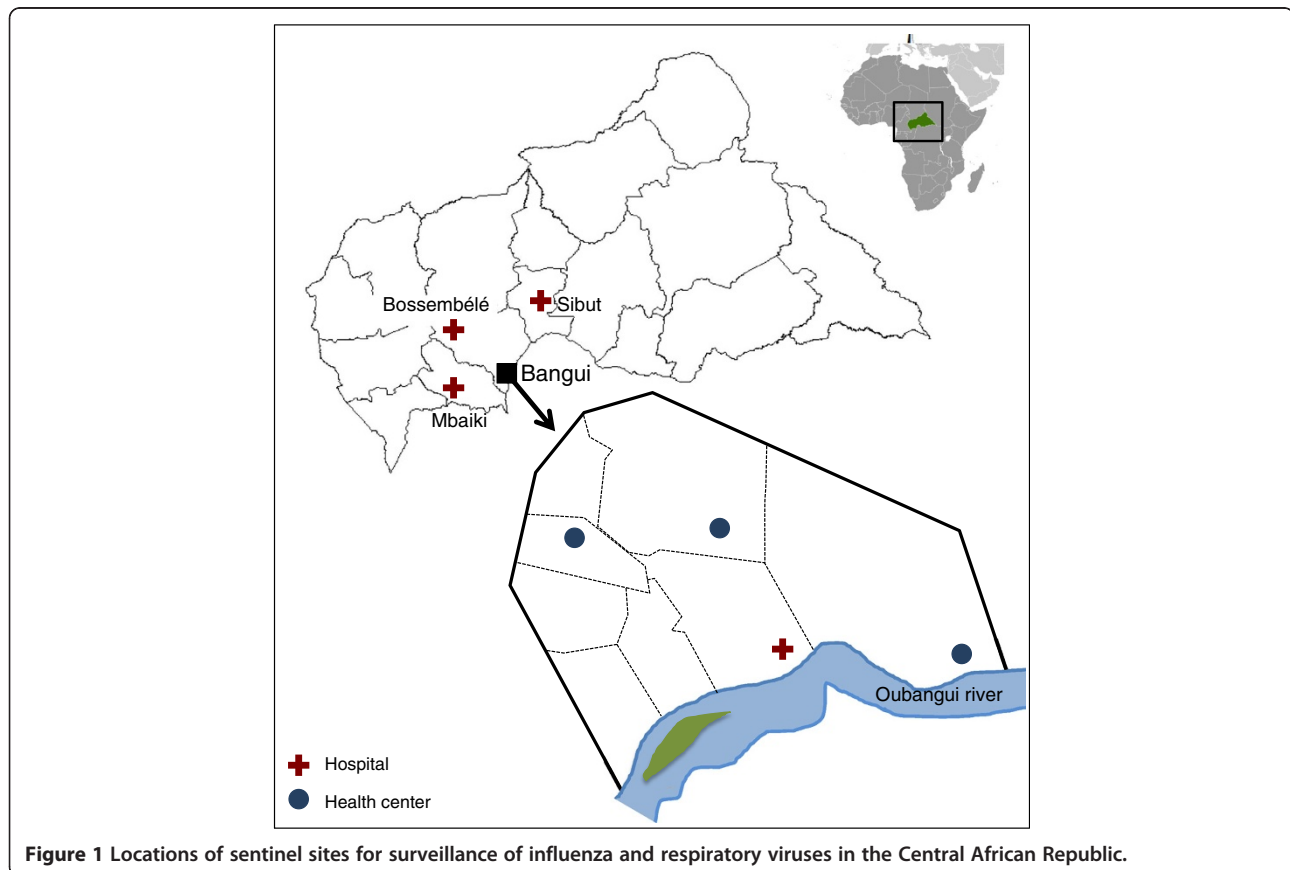 Bossembélé
Sibut
Bangui
Mbaiki
Oubangui river
Hospital
Health center
Figure 1 Locations of sentinel sites for surveillance of influenza and respiratory viruses in the Central African Republic.